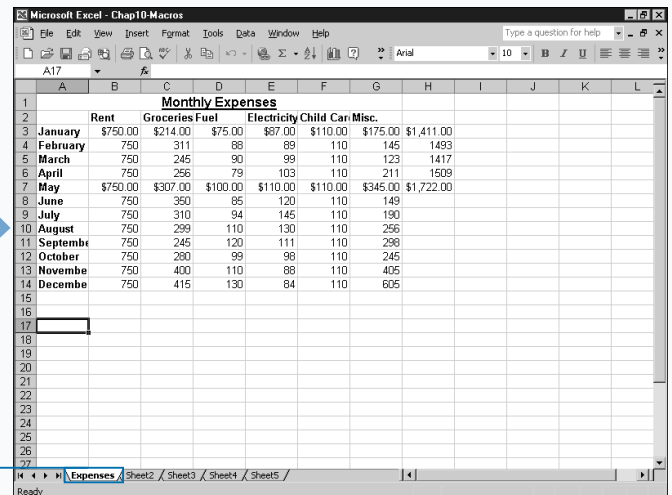 Microsoft Excel - Chap10-Macros
File Edit View Insert Format Tools Data Window Help Type a question for help
Arial 10 B I U
A17 fx
A B C D E F G H I J K L
1 Monthly Expenses
2 Rent Groceries Fuel Electricity Child Car Misc.
3 January $750.00 $214.00 $75.00 $87.00 $110.00 $175.00 $1,411.00
4 February 750 311 88 89 110 145 1493
5 March 750 245 90 99 110 123 1417
6 April 750 256 79 103 110 211 1509
7 May $750.00 $307.00 $100.00 $110.00 $110.00 $345.00 $1,722.00
8 June 750 350 85 120 110 149
9 July 750 310 94 145 110 190
10 August 750 299 110 130 110 256
11 Septembe 750 245 120 111 110 298
12 October 750 280 99 98 110 245
13 Novembe 750 400 110 88 110 405
14 Decembe 750 415 130 84 110 605
15
16
17
18
19
20
21
22
23
24
25
26
27
Expenses Sheet2 Sheet3 Sheet4 Sheet5
Ready